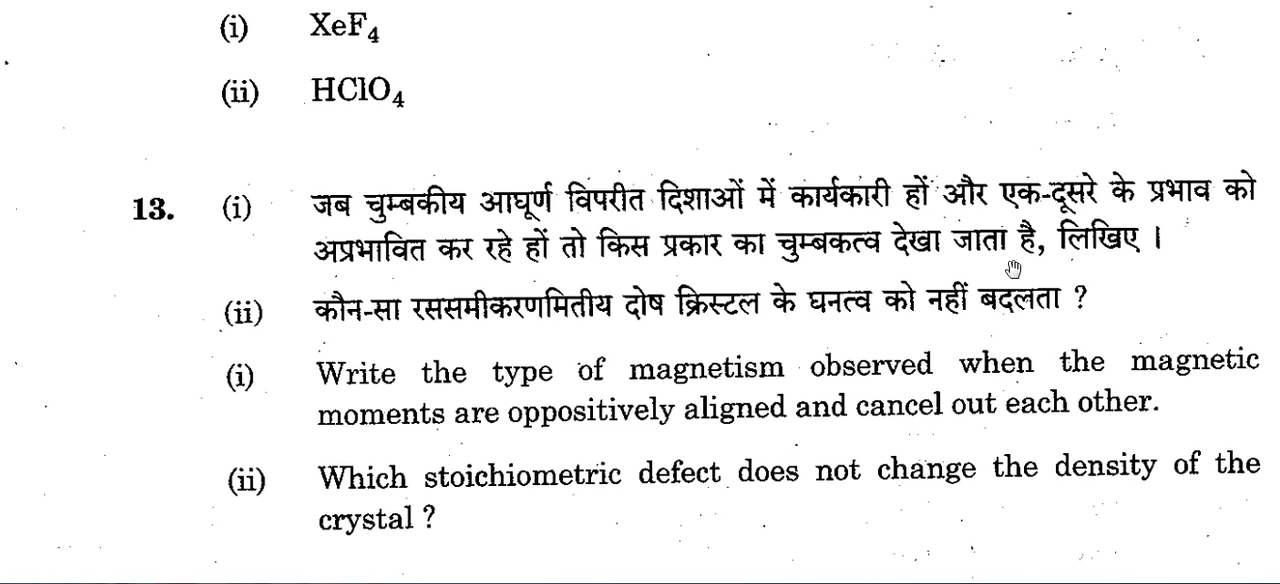 (i) XeF₄
(ii) HClO₄
13. (i) जब चुम्बकीय आघूर्ण विपरीत दिशाओं में कार्यकारी हों और एक-दूसरे के प्रभाव को
अप्रभावित कर रहे हों तो किस प्रकार का चुम्बकत्व देखा जाता है, लिखिए ।
(ii) कौन-सा रससमीकरणमितीय दोष क्रिस्टल के घनत्व को नहीं बदलता ?
(i) Write the type of magnetism observed when the magnetic
moments are oppositively aligned and cancel out each other.
(ii) Which stoichiometric defect does not change the density of the
crystal ?